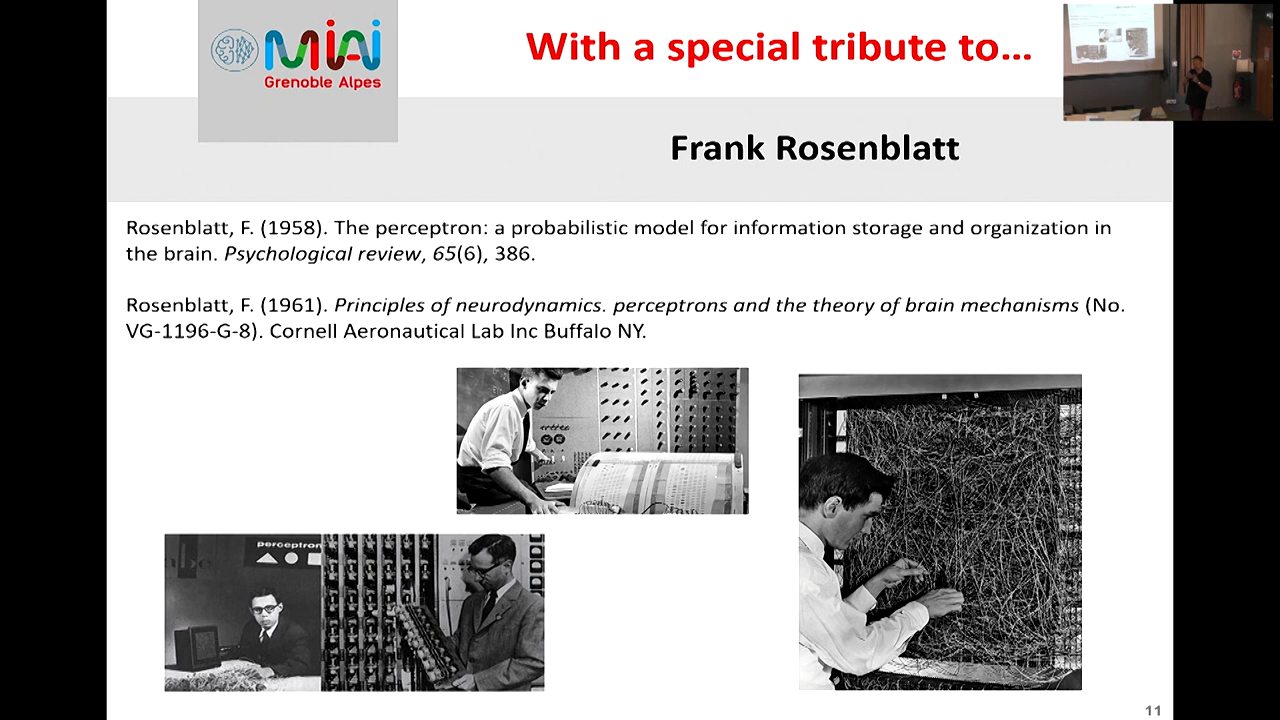 MIAI
Grenoble Alpes
With a special tribute to...
Frank Rosenblatt
Rosenblatt, F. (1958). The perceptron: a probabilistic model for information storage and organization in
the brain. Psychological review, 65(6), 386.
Rosenblatt, F. (1961). Principles of neurodynamics. perceptrons and the theory of brain mechanisms (No.
VG-1196-G-8). Cornell Aeronautical Lab Inc Buffalo NY.
perceptron
11